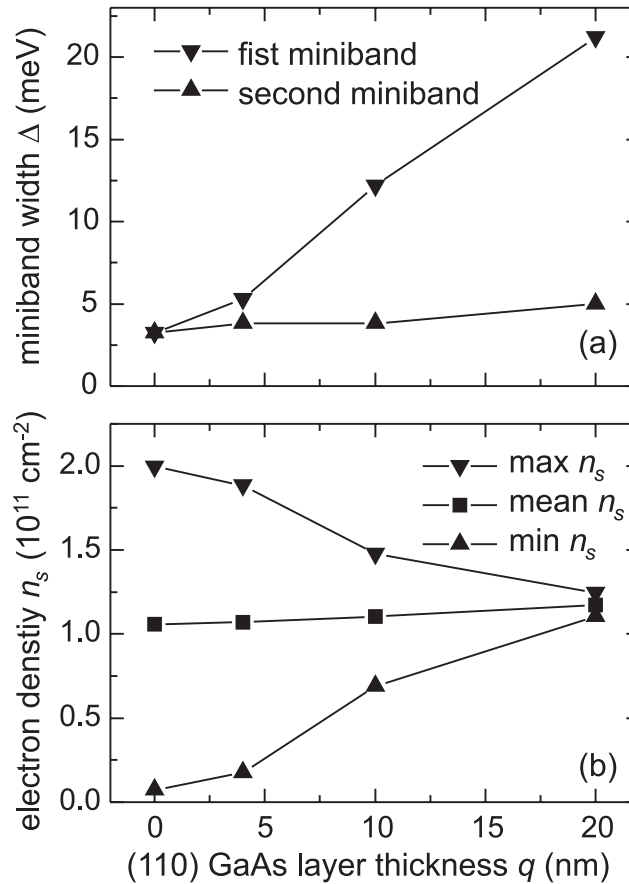 fist miniband
second miniband
miniband width Δ (meV)
20
15
10
5
0
(a)
max n_s
mean n_s
min n_s
electron denstiy n_s (10^11 cm^-2)
2.0
1.5
1.0
0.5
0.0
(b)
0 5 10 15 20
(110) GaAs layer thickness q (nm)